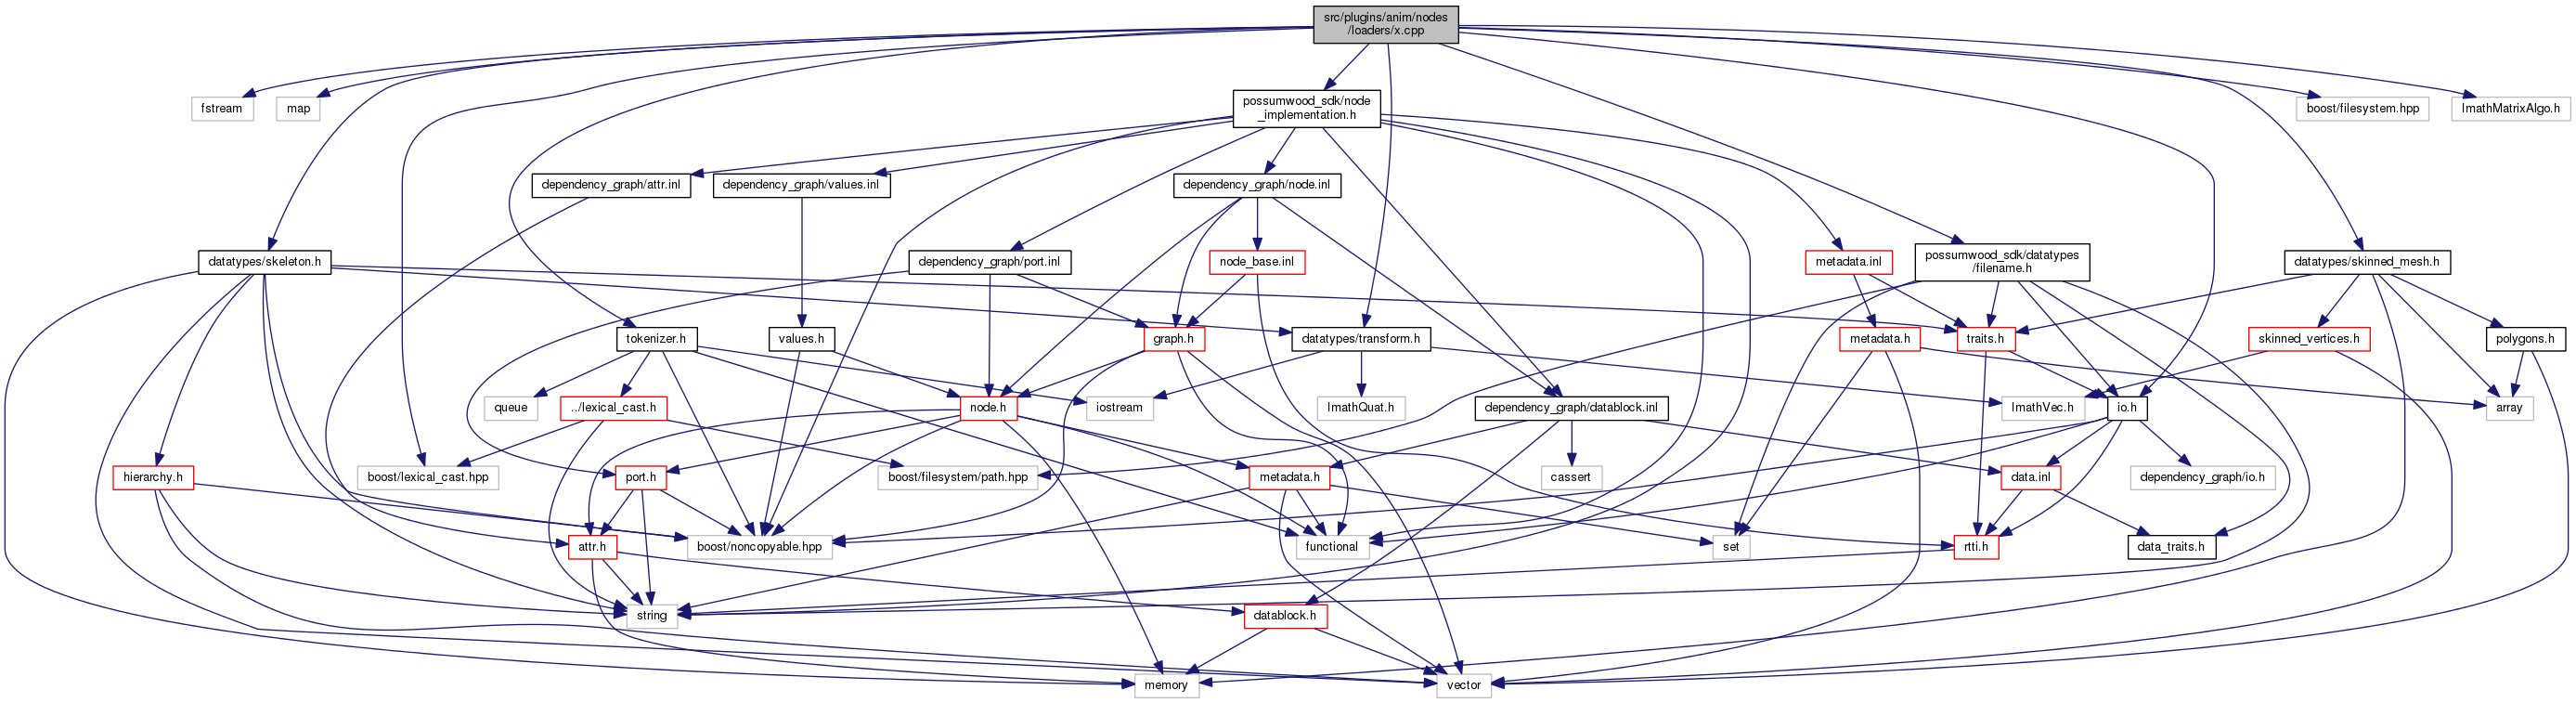 src/plugins/anim/nodes
/loaders/x.cpp
fstream
map
possumwood_sdk/node
_implementation.h
boost/filesystem.hpp
ImathMatrixAlgo.h
dependency_graph/attr.inl
dependency_graph/values.inl
dependency_graph/node.inl
datatypes/skeleton.h
dependency_graph/port.inl
node_base.inl
metadata.inl
possumwood_sdk/datatypes
/filename.h
datatypes/skinned_mesh.h
tokenizer.h
values.h
graph.h
datatypes/transform.h
metadata.h
traits.h
skinned_vertices.h
polygons.h
queue
../lexical_cast.h
node.h
iostream
ImathQuat.h
dependency_graph/datablock.inl
ImathVec.h
io.h
array
hierarchy.h
boost/lexical_cast.hpp
port.h
boost/filesystem/path.hpp
metadata.h
cassert
data.inl
dependency_graph/io.h
attr.h
boost/noncopyable.hpp
functional
set
rtti.h
data_traits.h
string
datablock.h
memory
vector